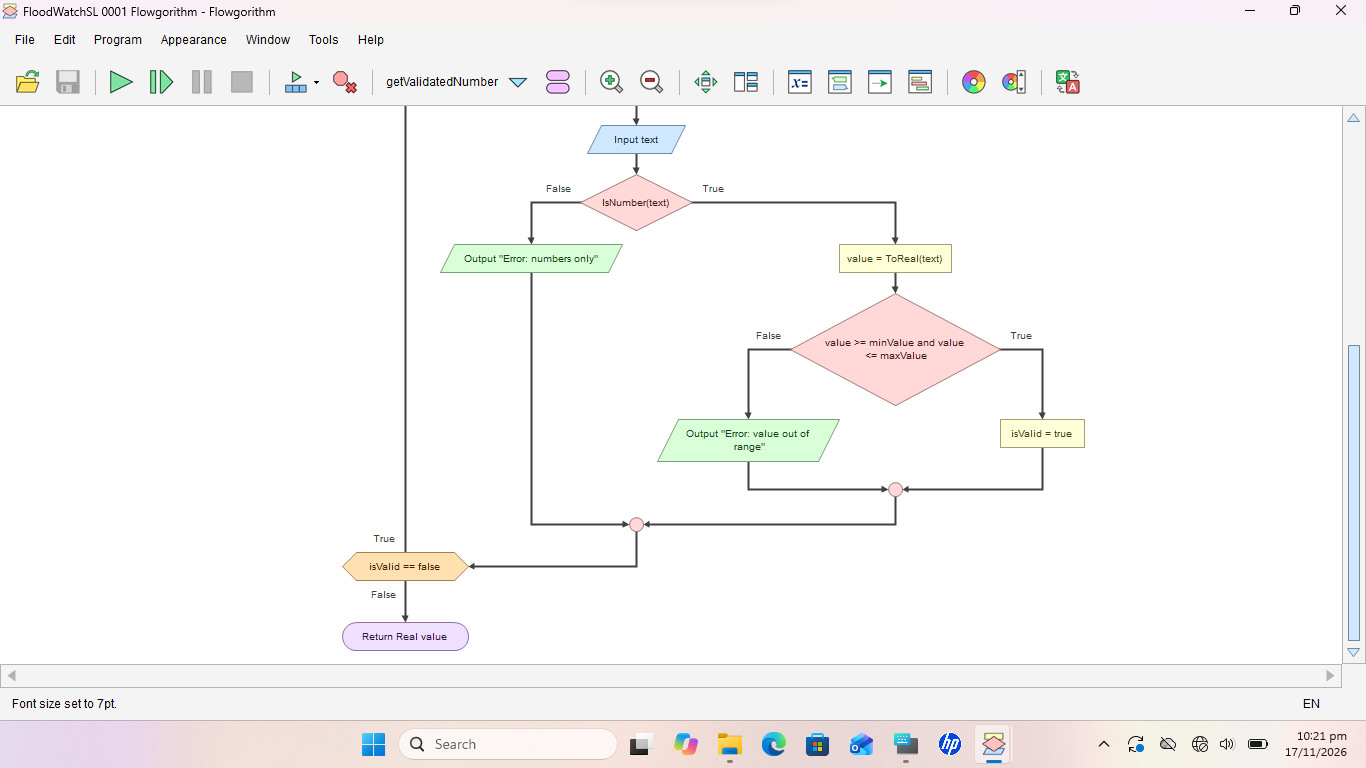 FloodWatchSL 0001 Flowgorithm - Flowgorithm
File Edit Program Appearance Window Tools Help
getValidatedNumber
x=
A
Input text
False True
IsNumber(text)
Output "Error: numbers only"
value = ToReal(text)
False True
value >= minValue and value
<= maxValue
Output "Error: value out of
range"
isValid = true
True
isValid == false
False
Return Real value
Font size set to 7pt.
EN
Search
hp
10:21 pm
17/11/2026